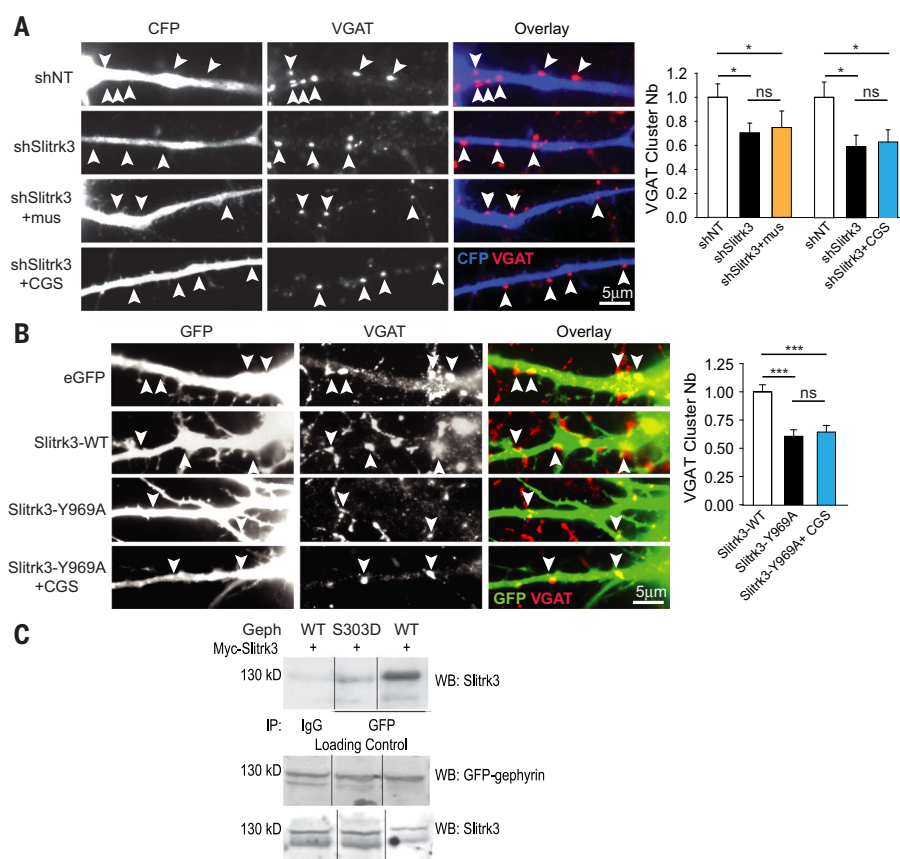 A
CFP VGAT Overlay
shNT
shSlitrk3
shSlitrk3
+mus
shSlitrk3
+CGS
CFP VGAT
5μm
VGAT Cluster Nb
1.2
1.0
0.8
0.6
0.4
0.2
0.0
* * ns * * ns
shNT
shSlitrk3
shSlitrk3+mus
shNT
shSlitrk3
shSlitrk3+CGS
B
GFP VGAT Overlay
eGFP
Slitrk3-WT
Slitrk3-Y969A
Slitrk3-Y969A
+CGS
GFP VGAT
5μm
VGAT Cluster Nb
1.00
0.75
0.50
0.25
0.00
***
***
ns
Slitrk3-WT
Slitrk3-Y969A
Slitrk3-Y969A+ CGS
C
Geph WT S303D WT
Myc-Slitrk3 + + +
130 kD WB: Slitrk3
IP: IgG GFP
Loading Control
130 kD WB: GFP-gephyrin
130 kD WB: Slitrk3